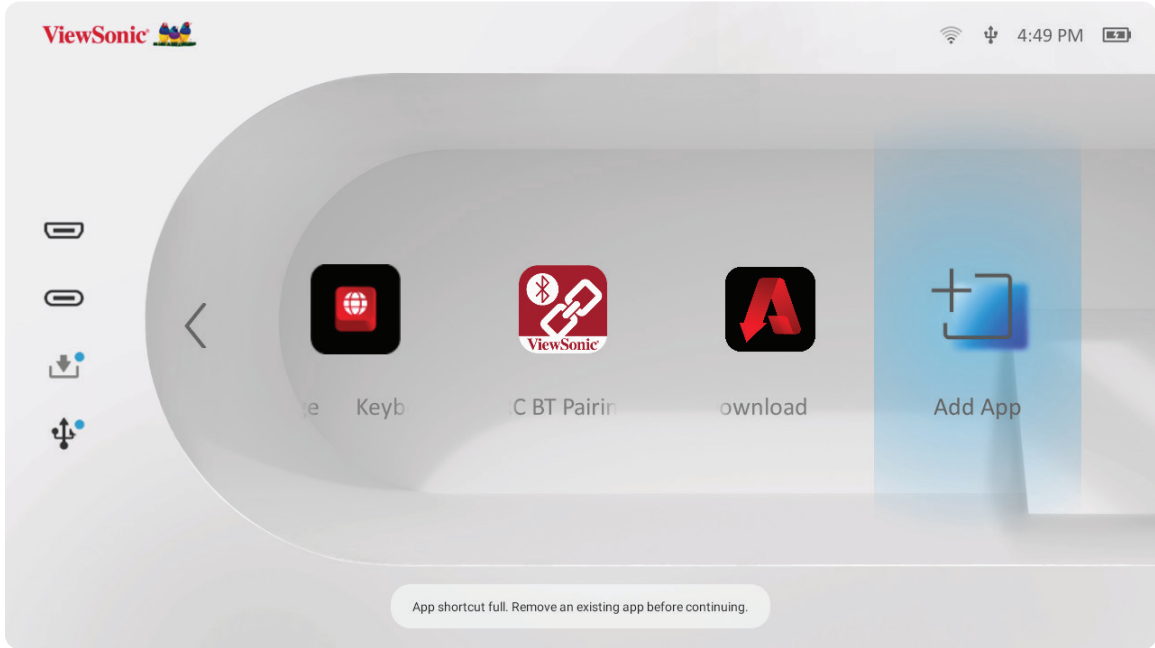 ViewSonic
4:49 PM
ViewSonic
e Keyb
C BT Pairin
ownload
Add App
App shortcut full. Remove an existing app before continuing.